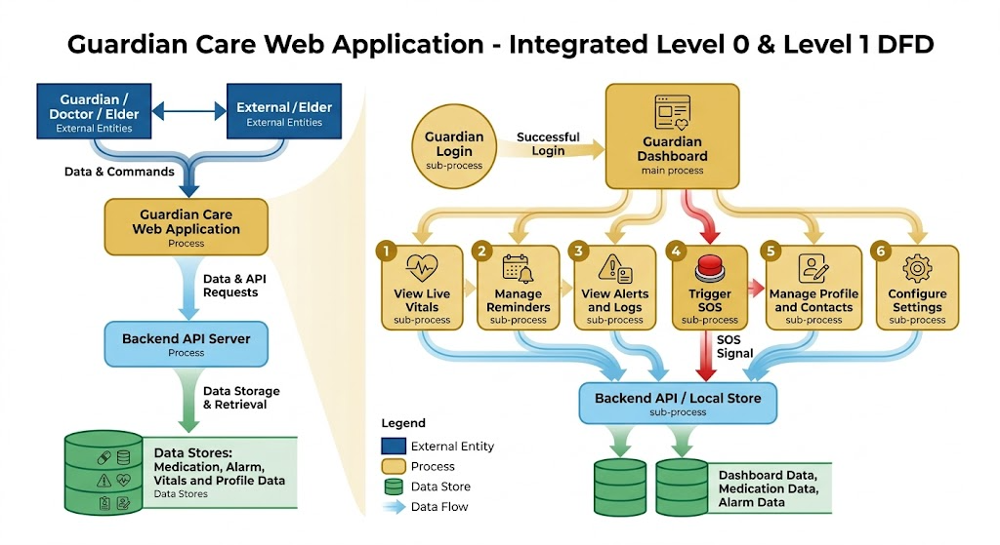 Guardian Care Web Application - Integrated Level 0 & Level 1 DFD
Guardian /
Doctor / Elder
External Entities
External /Elder
External Entities
Data & Commands
Guardian Care
Web Application
Process
Data & API
Requests
Backend API Server
Process
Data Storage
& Retrieval
Data Stores:
Medication, Alarm,
Vitals and Profile Data
Data Stores
Guardian
Login
sub-process
Successful
Login
Guardian
Dashboard
main process
1
View Live
Vitals
sub-process
2
Manage
Reminders
sub-process
3
View Alerts
and Logs
sub-process
4
Trigger
SOS
sub-process
5
Manage Profile
and Contacts
sub-process
6
Configure
Settings
sub-process
SOS
Signal
Backend API / Local Store
sub-process
Dashboard Data,
Medication Data,
Alarm Data
Legend
External Entity
Process
Data Store
Data Flow